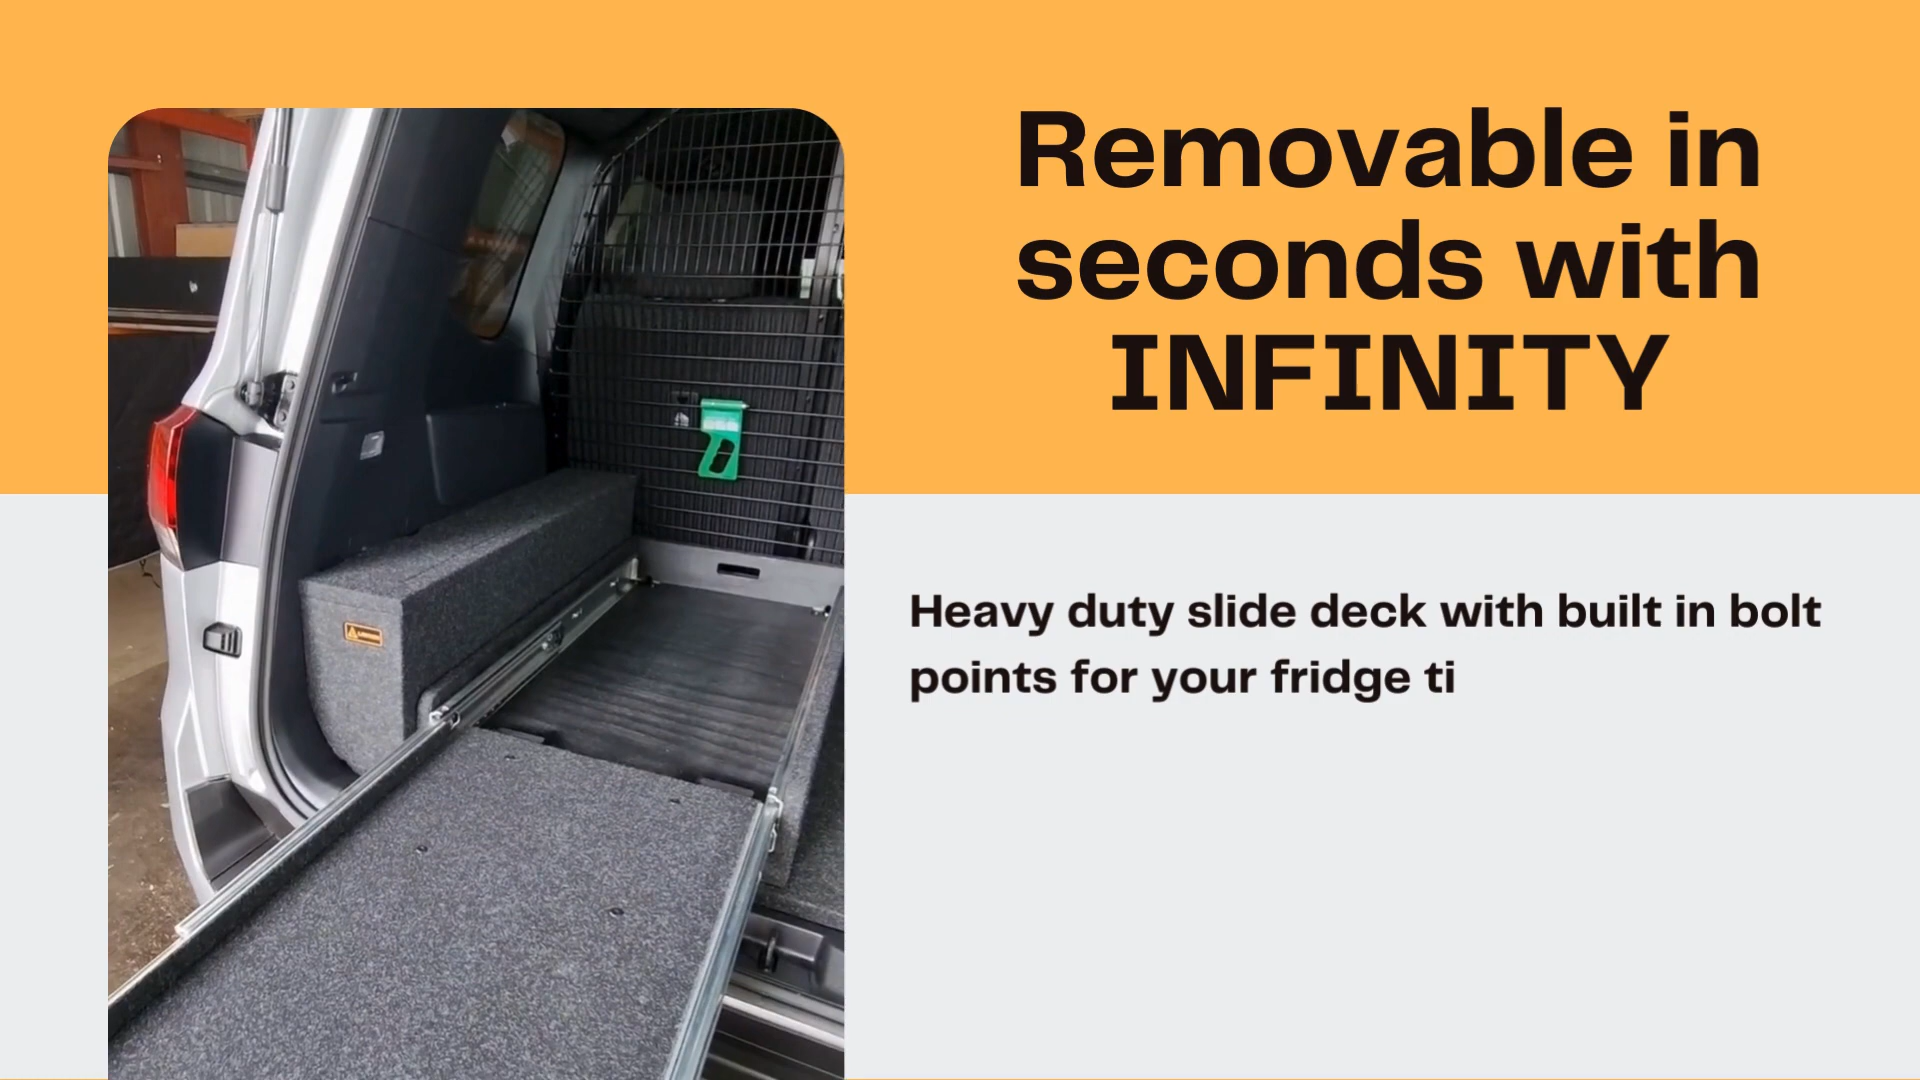 Removable in
seconds with
INFINITY
Heavy duty slide deck with built in bolt
points for your fridge ti